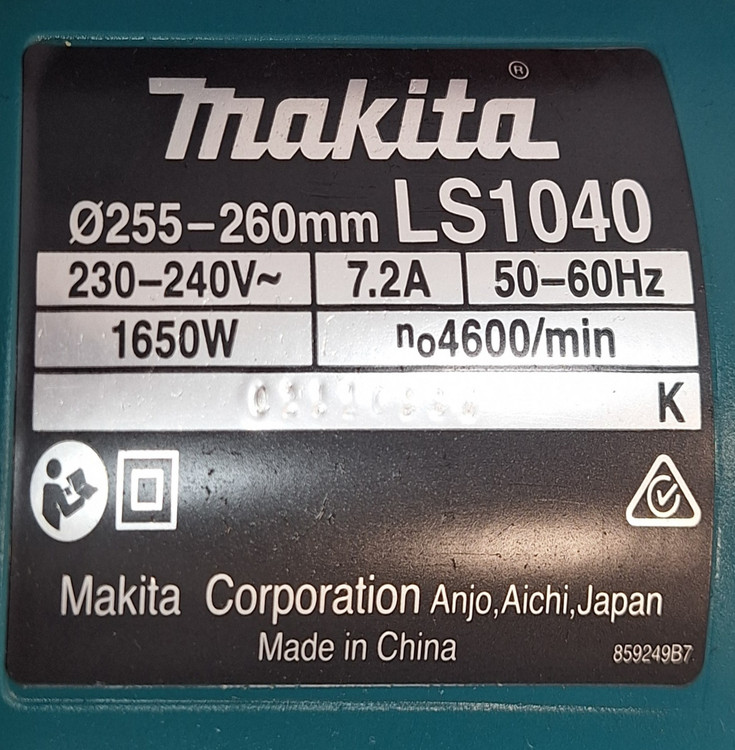 makita®
Ø255–260mm LS1040
230–240V~ 7.2A 50–60Hz
1650W no4600/min
K
Makita Corporation Anjo,Aichi,Japan
Made in China
859249B7